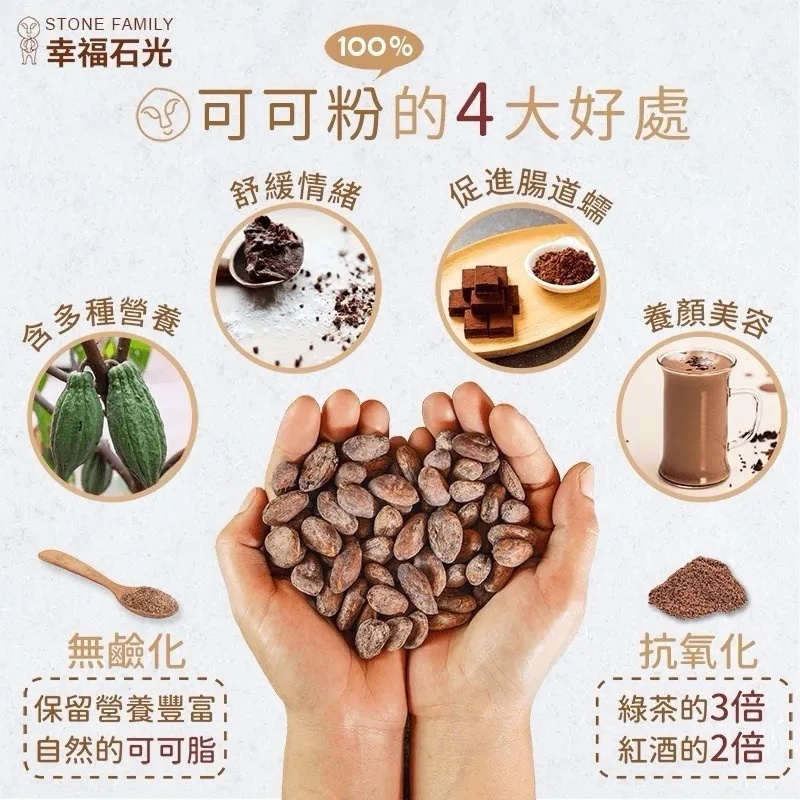 STONE FAMILY
幸福石光
100%
可可粉的4大好處
舒緩情緒
促進腸道蠕
含多種營養
養顏美容
無鹼化
保留營養豐富
自然的可可脂
抗氧化
綠茶的3倍
紅酒的2倍